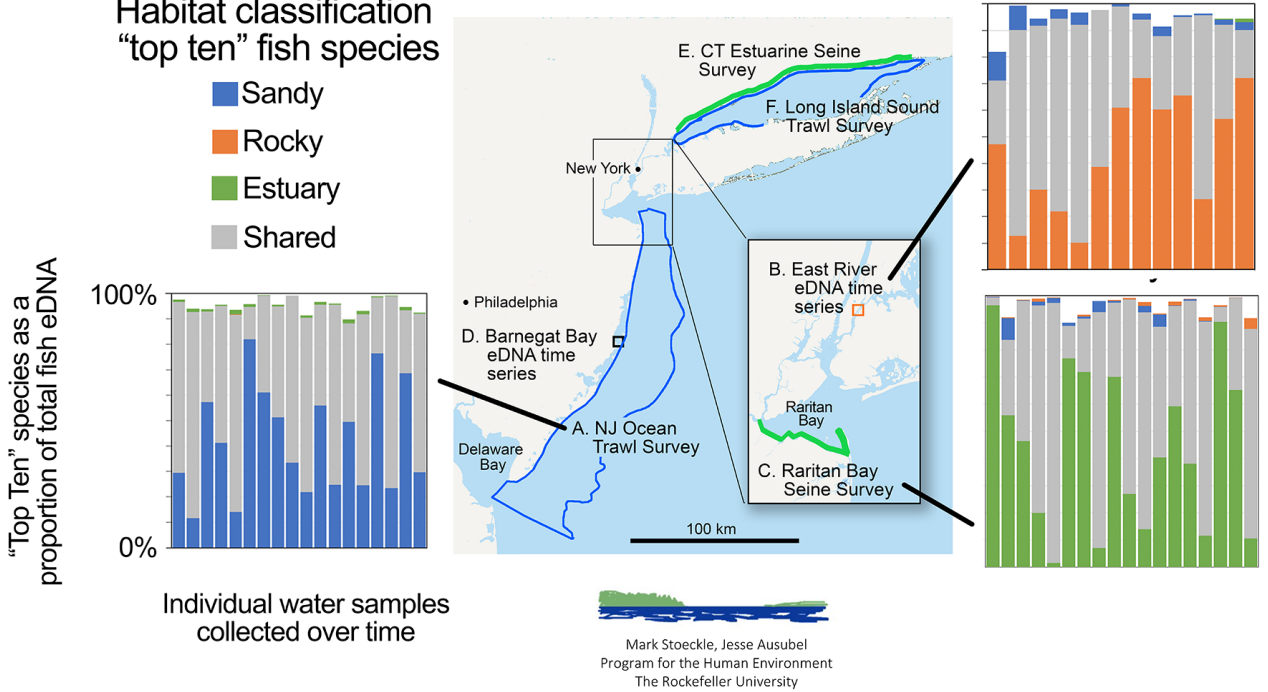 Habitat classification
“top ten” fish species
Sandy
Rocky
Estuary
Shared
“Top Ten” species as a
proportion of total fish eDNA
100%
0%
Individual water samples
collected over time
E. CT Estuarine Seine
Survey
F. Long Island Sound
Trawl Survey
New York
Philadelphia
D. Barnegat Bay
eDNA time
series
A. NJ Ocean
Trawl Survey
Delaware
Bay
B. East River
eDNA time
series
Raritan
Bay
C. Raritan Bay
Seine Survey
100 km
Mark Stoeckle, Jesse Ausubel
Program for the Human Environment
The Rockefeller University